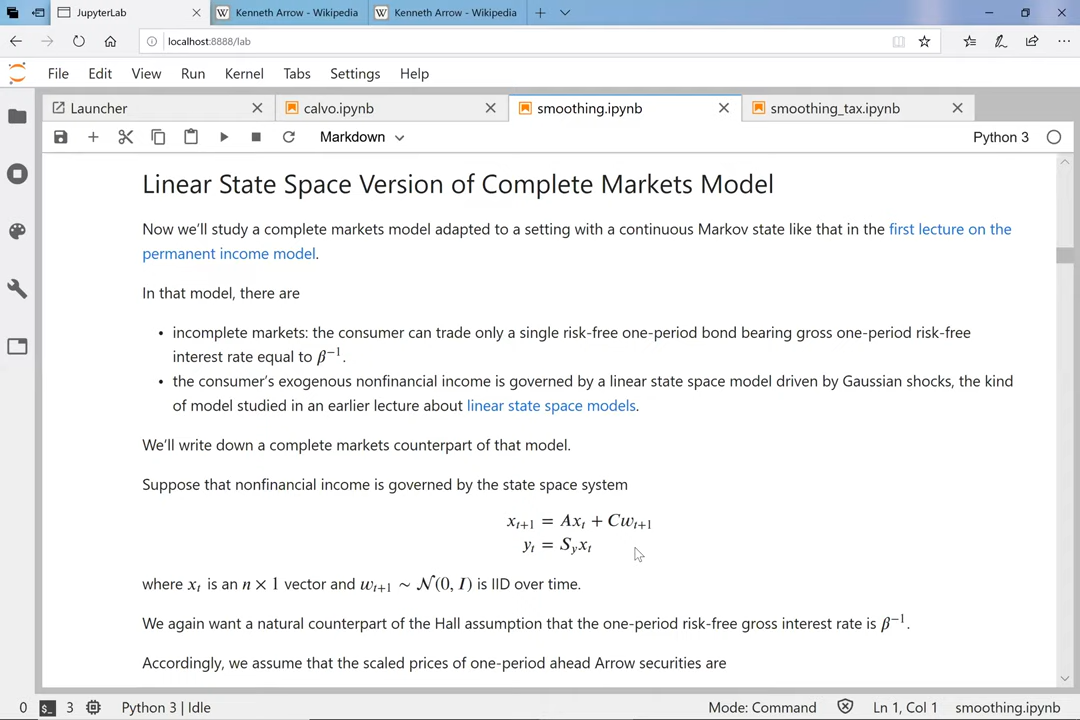 JupyterLab
Kenneth Arrow - Wikipedia
Kenneth Arrow - Wikipedia
localhost:8888/lab
File Edit View Run Kernel Tabs Settings Help
Launcher
calvo.ipynb
smoothing.ipynb
smoothing_tax.ipynb
Markdown
Python 3
Linear State Space Version of Complete Markets Model
Now we'll study a complete markets model adapted to a setting with a continuous Markov state like that in the first lecture on the
permanent income model.
In that model, there are
• incomplete markets: the consumer can trade only a single risk-free one-period bond bearing gross one-period risk-free
interest rate equal to β⁻¹.
• the consumer's exogenous nonfinancial income is governed by a linear state space model driven by Gaussian shocks, the kind
of model studied in an earlier lecture about linear state space models.
We'll write down a complete markets counterpart of that model.
Suppose that nonfinancial income is governed by the state space system
xₜ₊₁ = Axₜ + Cwₜ₊₁
yₜ = S_y xₜ
where xₜ is an n × 1 vector and wₜ₊₁ ~ 𝒩(0, I) is IID over time.
We again want a natural counterpart of the Hall assumption that the one-period risk-free gross interest rate is β⁻¹.
Accordingly, we assume that the scaled prices of one-period ahead Arrow securities are
0 $_ 3 Python 3 | Idle Mode: Command Ln 1, Col 1 smoothing.ipynb